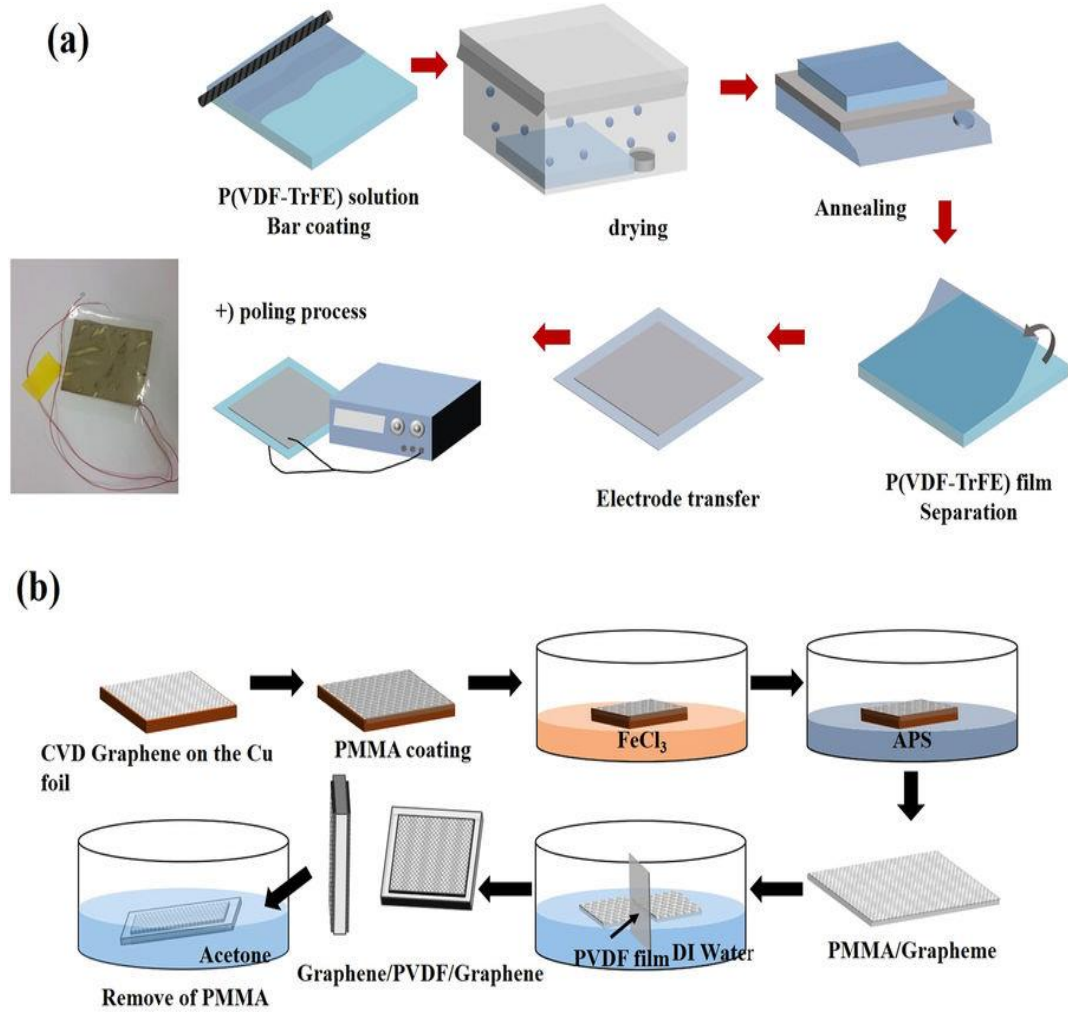 (a)
P(VDF-TrFE) solution
Bar coating
drying
Annealing
+) poling process
Electrode transfer
P(VDF-TrFE) film
Separation
(b)
CVD Graphene on the Cu
foil
PMMA coating
FeCl₃
APS
Acetone
Remove of PMMA
Graphene/PVDF/Graphene
PVDF film
DI Water
PMMA/Grapheme